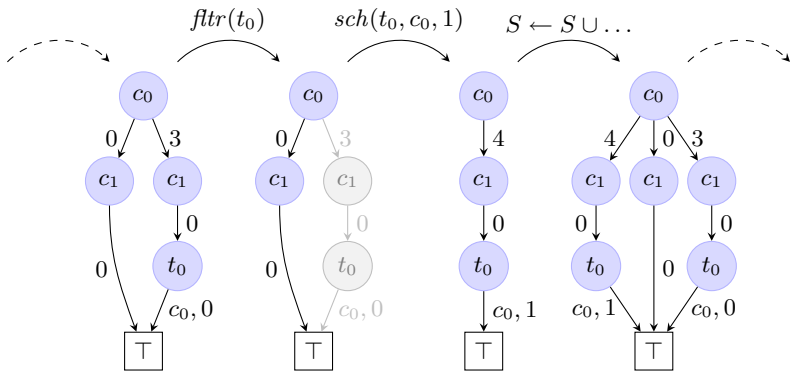 fltr(t₀) sch(t₀, c₀, 1) S ← S ∪ …
c₀ c₀ c₀ c₀
0 3 0 3 4 4 0 3
c₁ c₁ c₁ c₁ c₁ c₁ c₁ c₁
0 0 0 0 0
t₀ t₀ t₀ t₀ t₀
0 0 0
c₀, 0 c₀, 0 c₀, 1 c₀, 1 c₀, 0
⊤ ⊤ ⊤ ⊤